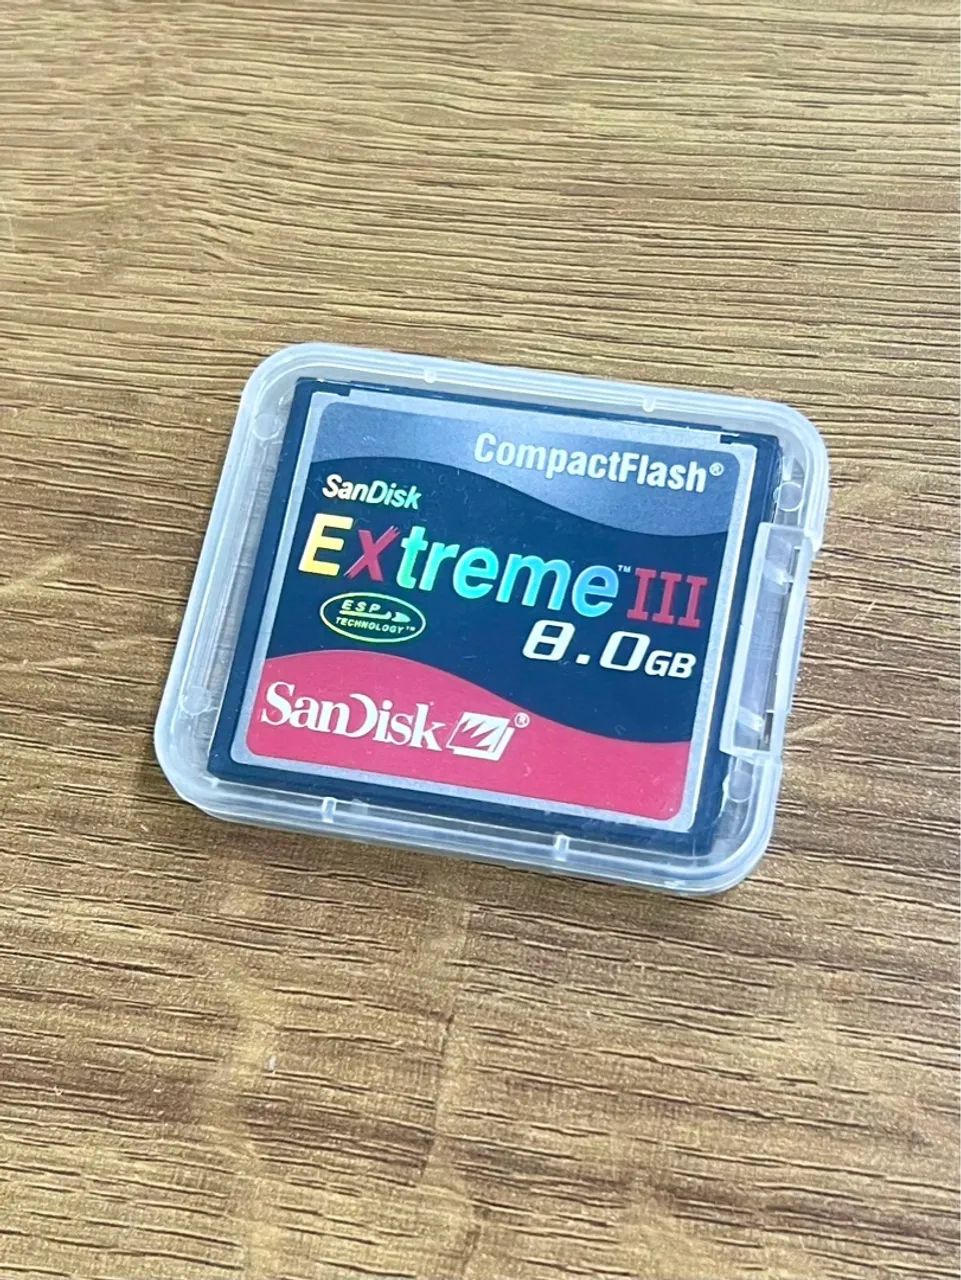 CompactFlash®
SanDisk
Extreme™ III
ESP
TECHNOLOGY™
8.0GB
SanDisk®